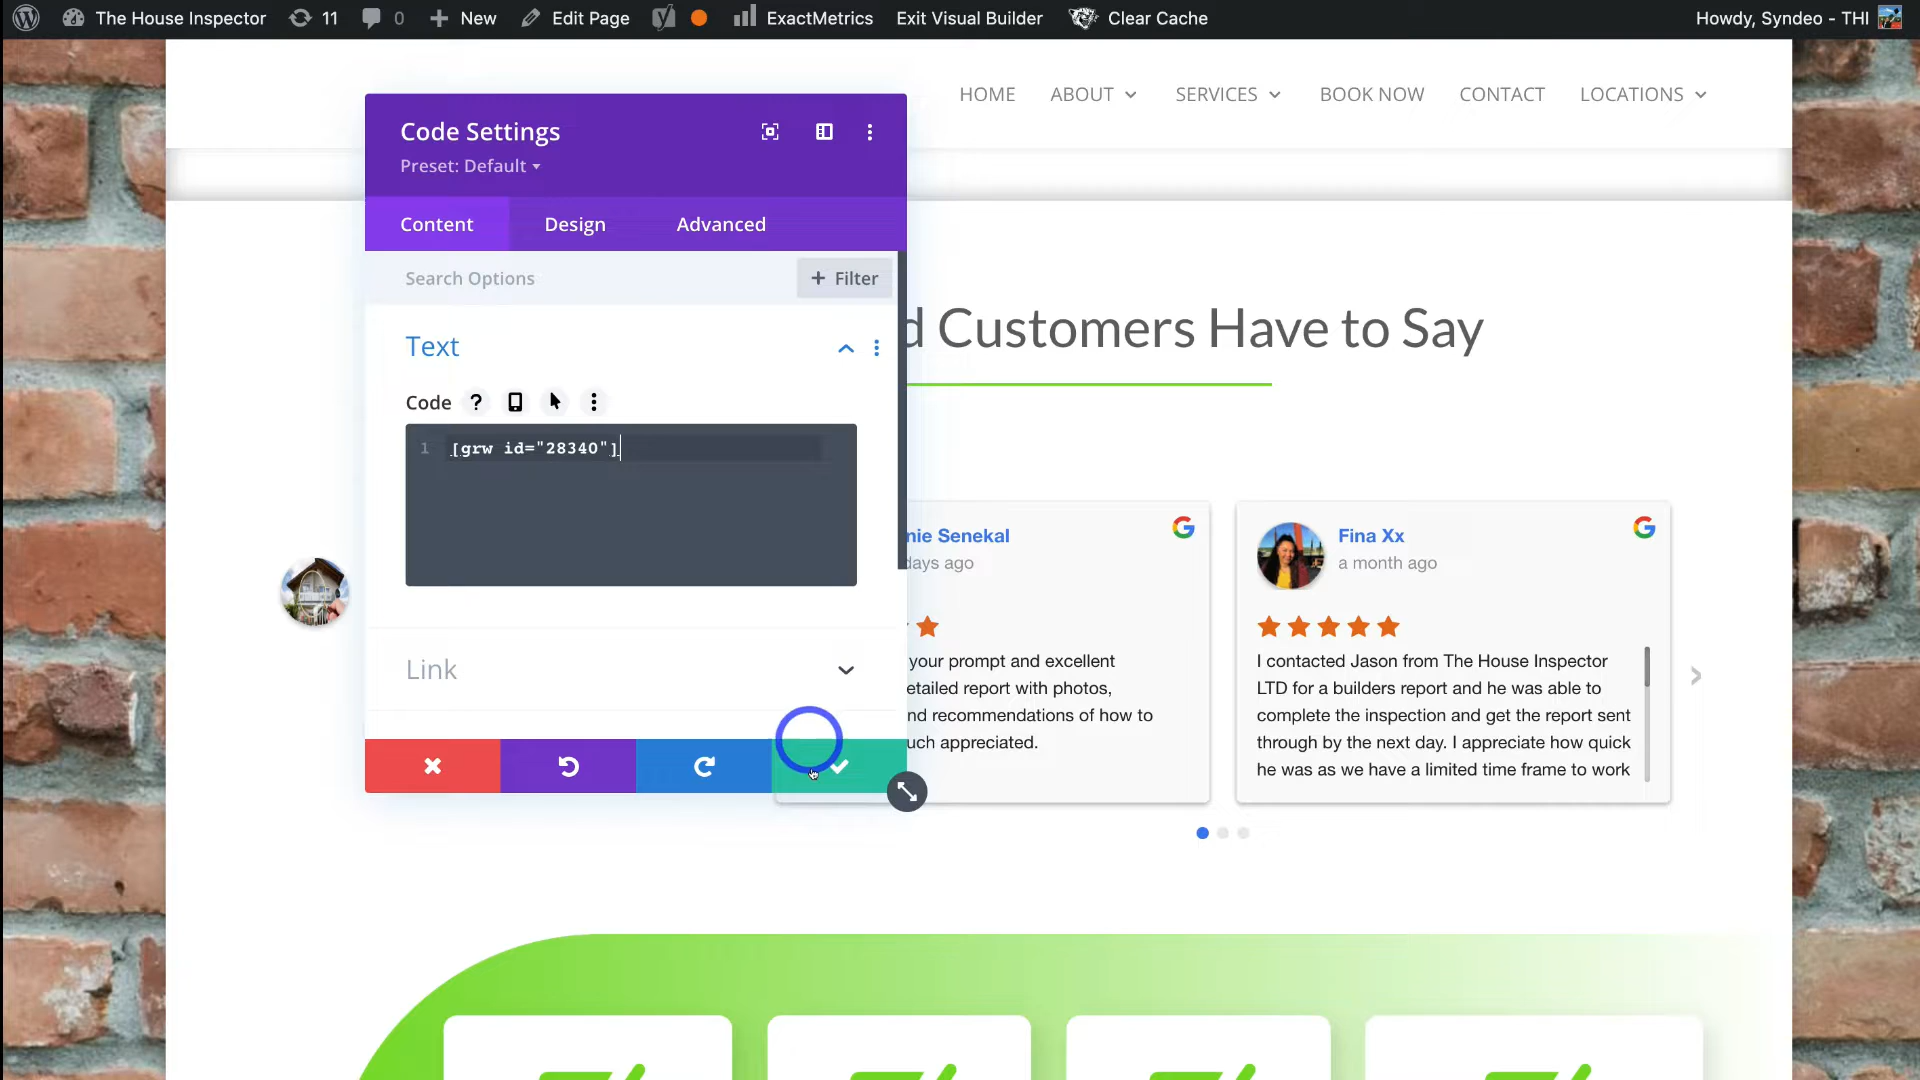 The House Inspector 11 0 New Edit Page ExactMetrics Exit Visual Builder Clear Cache Howdy, Syndeo - THI
HOME ABOUT SERVICES BOOK NOW CONTACT LOCATIONS
Code Settings
Preset: Default
Content Design Advanced
Search Options
+ Filter
d Customers Have to Say
Text
Code ?
1 [grw id="28340"]
nie Senekal
days ago
your prompt and excellent
etailed report with photos,
nd recommendations of how to
uch appreciated.
Fina Xx
a month ago
I contacted Jason from The House Inspector
LTD for a builders report and he was able to
complete the inspection and get the report sent
through by the next day. I appreciate how quick
he was as we have a limited time frame to work
Link